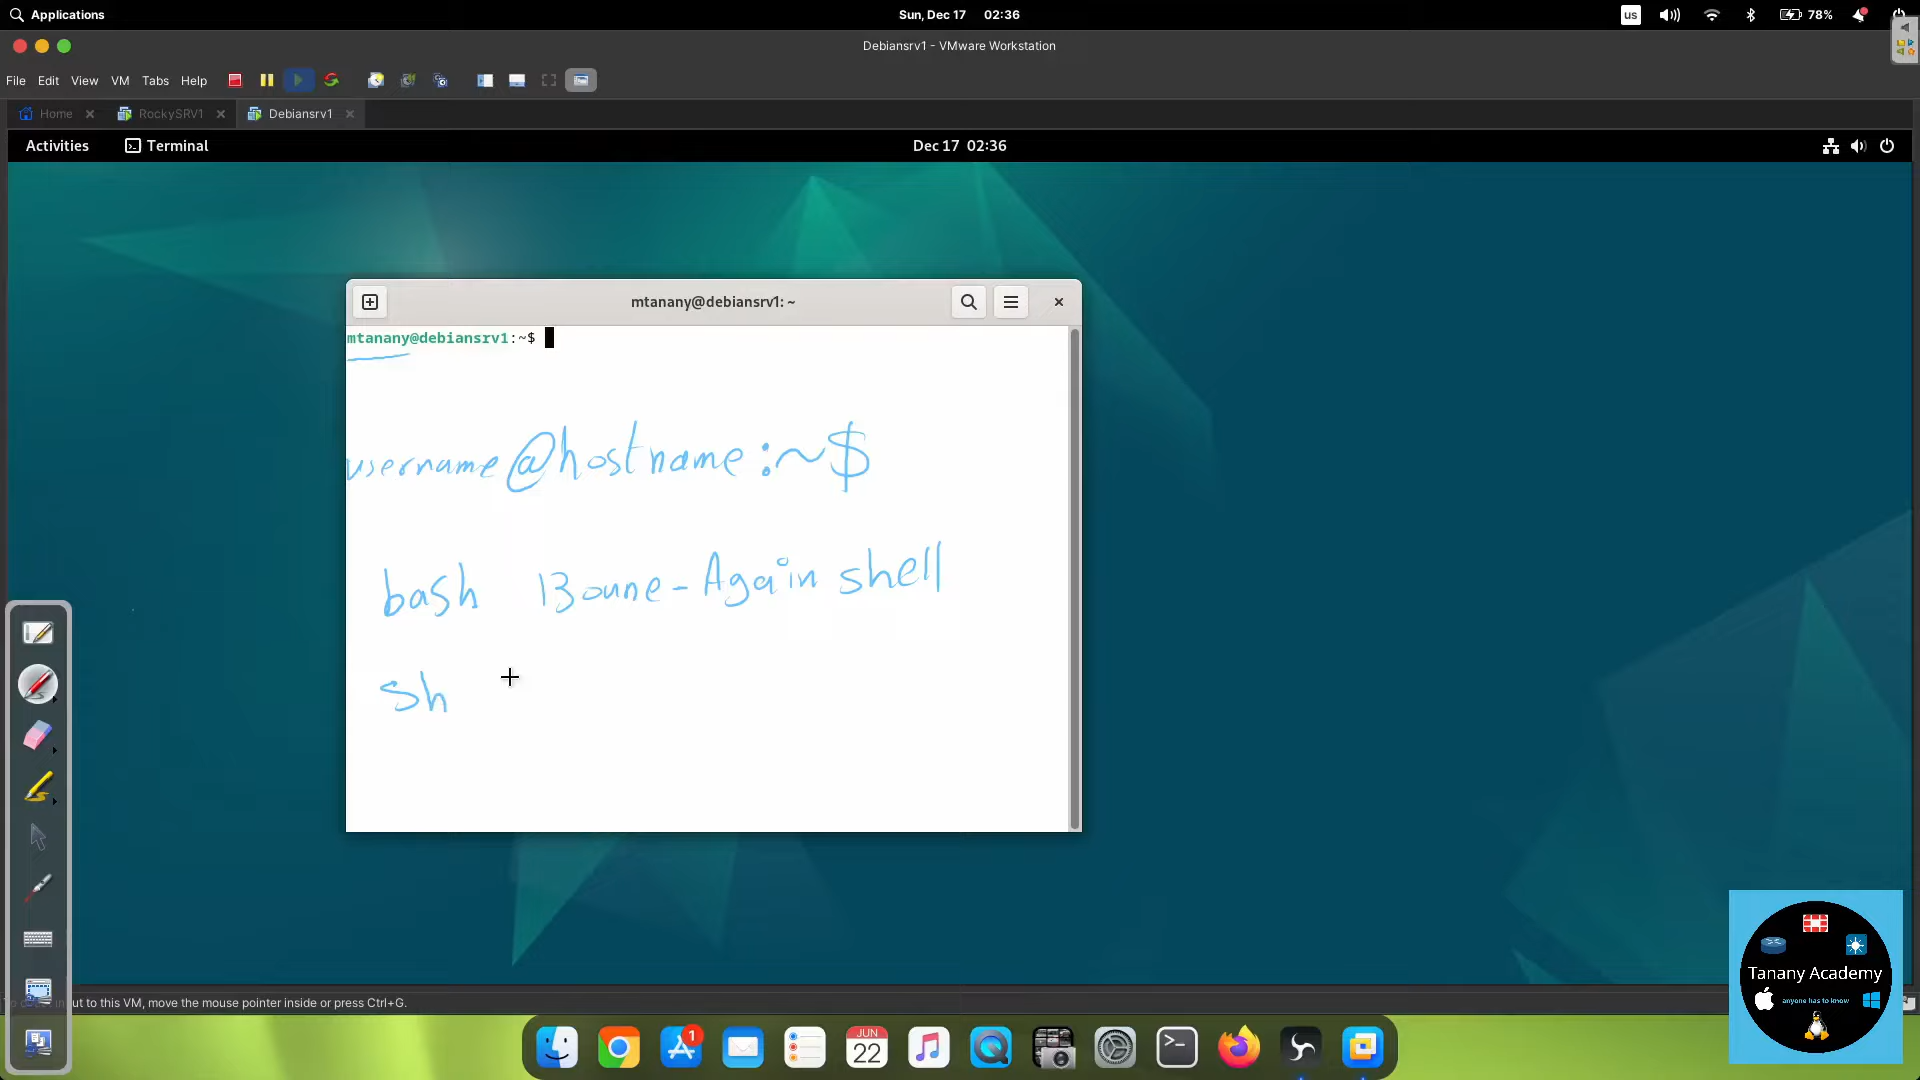 Applications
Sun, Dec 17 02:36
us
78%
Debiansrv1 - VMware Workstation
File Edit View VM Tabs Help
Home RockySRV1 Debiansrv1
Activities Terminal
Dec 17 02:36
mtanany@debiansrv1: ~
mtanany@debiansrv1:~$
username@hostname:~$
bash Boune-Again shell
sh
ut to this VM, move the mouse pointer inside or press Ctrl+G.
1
JUN
22
Tanany Academy
anyone has to know